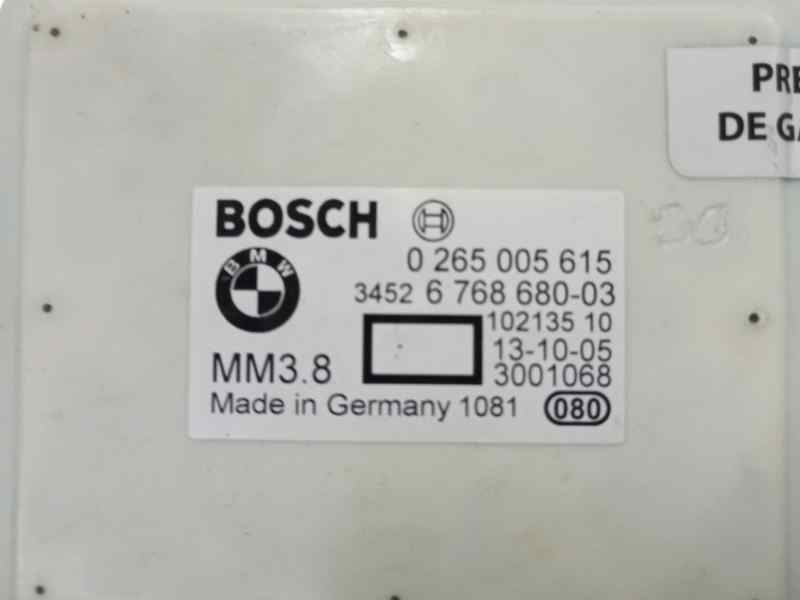 PRE
DE GA
BOSCH
BMW
0 265 005 615
3452 6 768 680-03
102135 10
13-10-05
MM3.8
3001068
Made in Germany 1081 080
DC